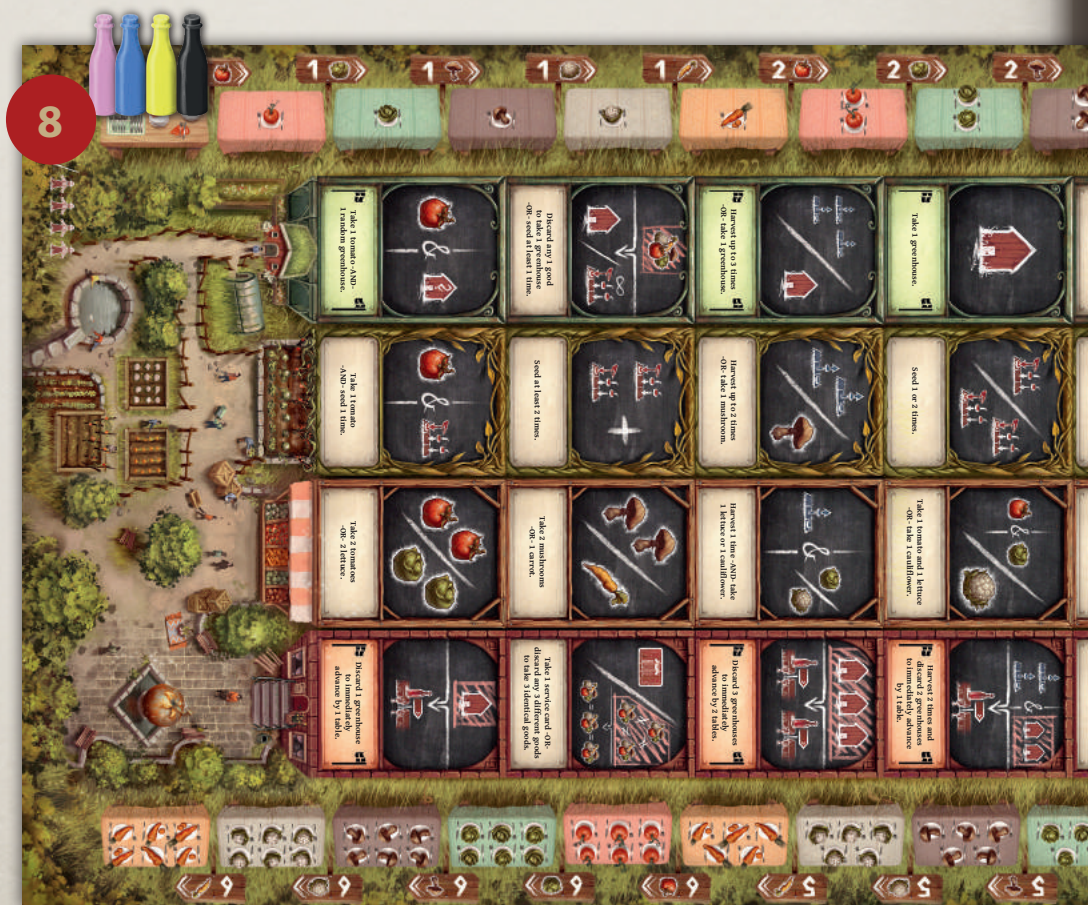 8
1
1
1
1
2
2
2
Take 1 tomato -AND-
1 random greenhouse.
Discard any 1 good
to take 1 greenhouse
-OR- seed at least 1 time.
Harvest up to 3 times
-OR- take 1 greenhouse.
Take 1 greenhouse.
Take 1 tomato
-AND- seed 1 time.
Seed at least 2 times.
Harvest up to 2 times
-OR- take 1 mushroom.
Seed 1 or 2 times.
Take 2 tomatoes
-OR- 2 lettuce.
Take 2 mushrooms
-OR- 1 carrot.
Harvest 1 time -AND- take
1 lettuce or 1 cauliflower.
Take 1 tomato and 1 lettuce
-OR- take 1 cauliflower.
Discard 1 greenhouse
to immediately
advance by 1 table.
Take 1 service card -OR-
discard any 3 different goods
to take 3 identical goods.
Discard 3 greenhouses
to immediately
advance by 2 tables.
Harvest 2 times and
discard 2 greenhouses
to immediately advance
by 1 table.
6
6
6
6
6
5
5
5